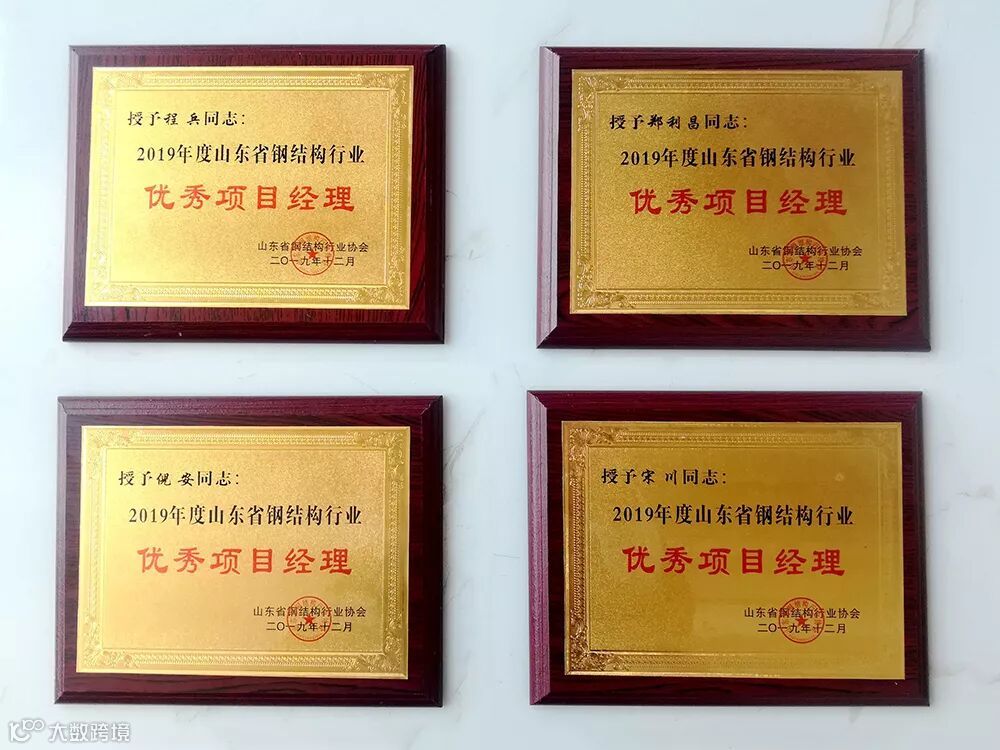 授予程 兵同志：
2019年度山东省钢结构行业
优秀项目经理
山东省钢结构行业协会
二〇一九年十二月
授予郑利昌同志：
2019年度山东省钢结构行业
优秀项目经理
山东省钢结构行业协会
二〇一九年十二月
授予倪 安同志：
2019年度山东省钢结构行业
优秀项目经理
山东省钢结构行业协会
二〇一九年十二月
授予宋 川同志：
2019年度山东省钢结构行业
优秀项目经理
山东省钢结构行业协会
二〇一九年十二月
大数跨境